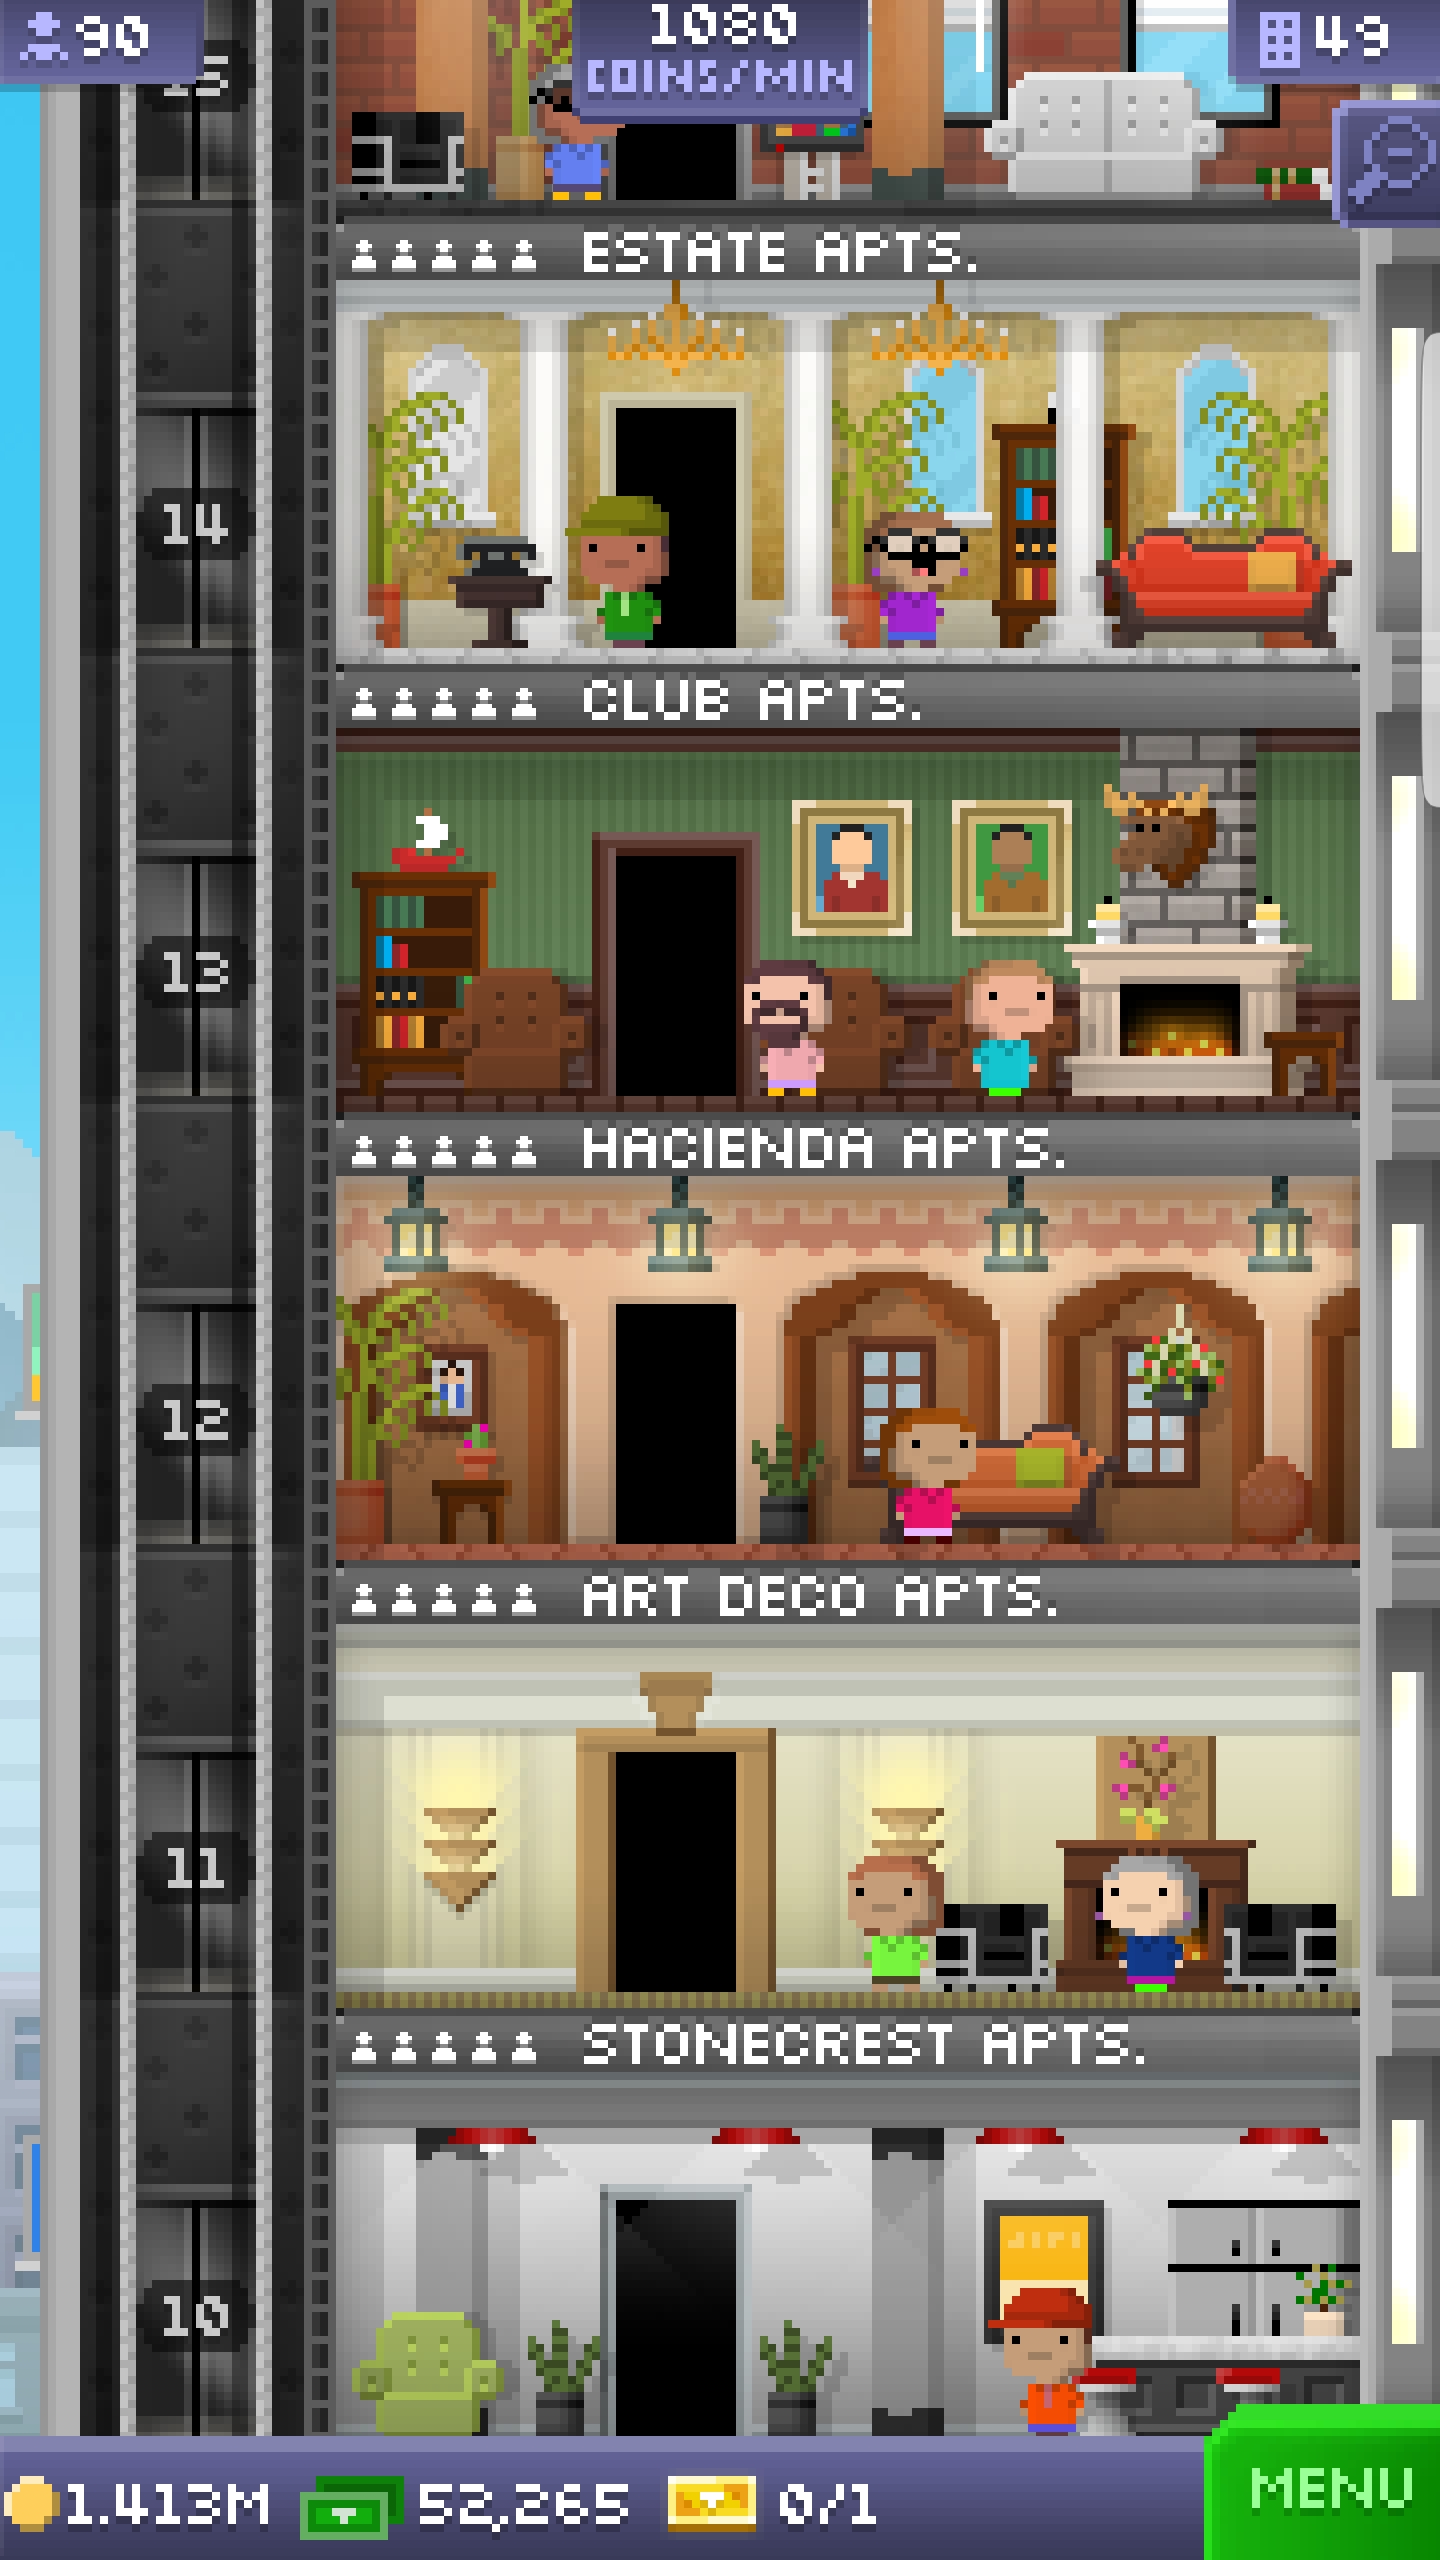 90
1080
COINS/MIN
49
15
ESTATE APTS.
14
CLUB APTS.
13
HACIENDA APTS.
12
ART DECO APTS.
11
STONECREST APTS.
10
1.413M
52,265
0/1
MENU